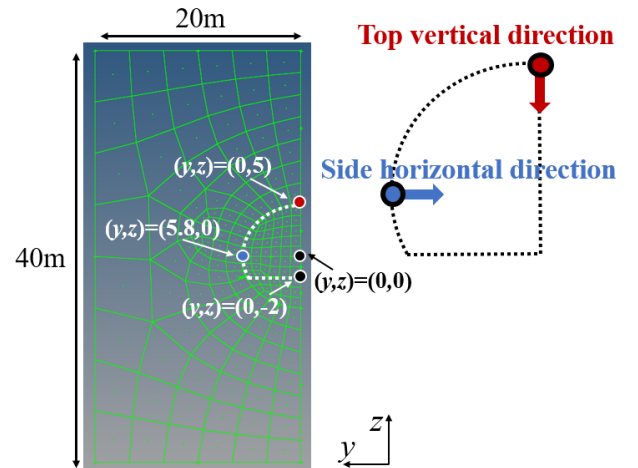 20m
Top vertical direction
(y,z)=(0,5)
Side horizontal direction
(y,z)=(5.8,0)
40m
(y,z)=(0,0)
(y,z)=(0,-2)
z
y